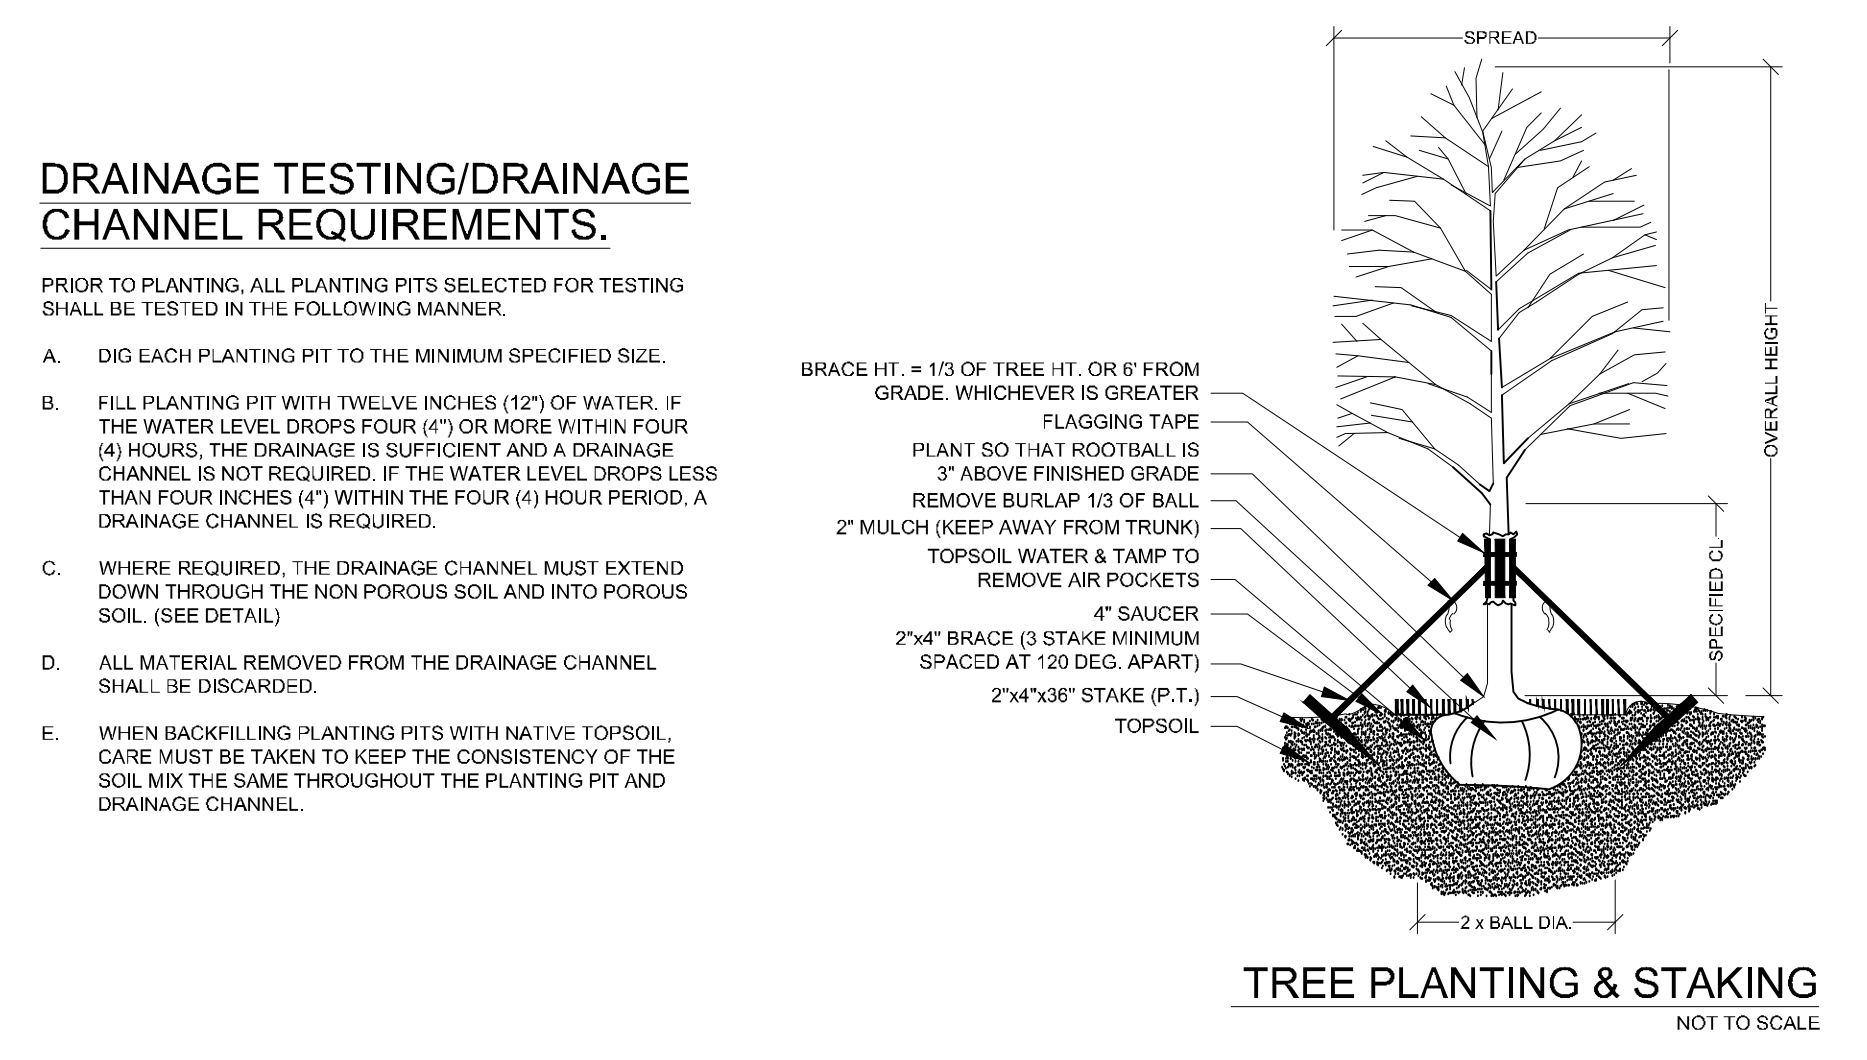 DRAINAGE TESTING/DRAINAGE
CHANNEL REQUIREMENTS.
PRIOR TO PLANTING, ALL PLANTING PITS SELECTED FOR TESTING
SHALL BE TESTED IN THE FOLLOWING MANNER.
A. DIG EACH PLANTING PIT TO THE MINIMUM SPECIFIED SIZE.
B. FILL PLANTING PIT WITH TWELVE INCHES (12") OF WATER. IF
THE WATER LEVEL DROPS FOUR (4") OR MORE WITHIN FOUR
(4) HOURS, THE DRAINAGE IS SUFFICIENT AND A DRAINAGE
CHANNEL IS NOT REQUIRED. IF THE WATER LEVEL DROPS LESS
THAN FOUR INCHES (4") WITHIN THE FOUR (4) HOUR PERIOD, A
DRAINAGE CHANNEL IS REQUIRED.
C. WHERE REQUIRED, THE DRAINAGE CHANNEL MUST EXTEND
DOWN THROUGH THE NON POROUS SOIL AND INTO POROUS
SOIL. (SEE DETAIL)
D. ALL MATERIAL REMOVED FROM THE DRAINAGE CHANNEL
SHALL BE DISCARDED.
E. WHEN BACKFILLING PLANTING PITS WITH NATIVE TOPSOIL,
CARE MUST BE TAKEN TO KEEP THE CONSISTENCY OF THE
SOIL MIX THE SAME THROUGHOUT THE PLANTING PIT AND
DRAINAGE CHANNEL.
SPREAD
BRACE HT. = 1/3 OF TREE HT. OR 6' FROM
GRADE. WHICHEVER IS GREATER
FLAGGING TAPE
PLANT SO THAT ROOTBALL IS
3" ABOVE FINISHED GRADE
REMOVE BURLAP 1/3 OF BALL
2" MULCH (KEEP AWAY FROM TRUNK)
TOPSOIL WATER & TAMP TO
REMOVE AIR POCKETS
4" SAUCER
2"x4" BRACE (3 STAKE MINIMUM
SPACED AT 120 DEG. APART)
2"x4"x36" STAKE (P.T.)
TOPSOIL
OVERALL HEIGHT
SPECIFIED CL
2 x BALL DIA.
TREE PLANTING & STAKING
NOT TO SCALE